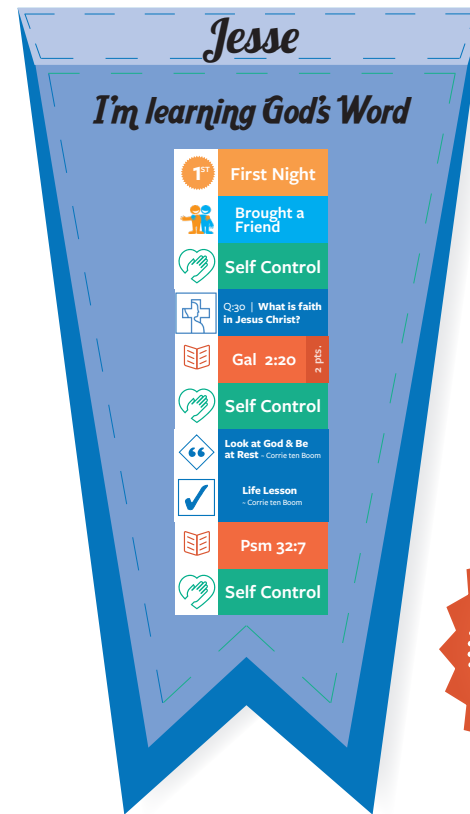 Jesse
I'm learning God's Word
1ST First Night
Brought a
Friend
Self Control
Q:30 | What is faith
in Jesus Christ?
Gal 2:20 2 pts.
Self Control
Look at God & Be
at Rest - Corrie ten Boom
Life Lesson
- Corrie ten Boom
Psm 32:7
Self Control